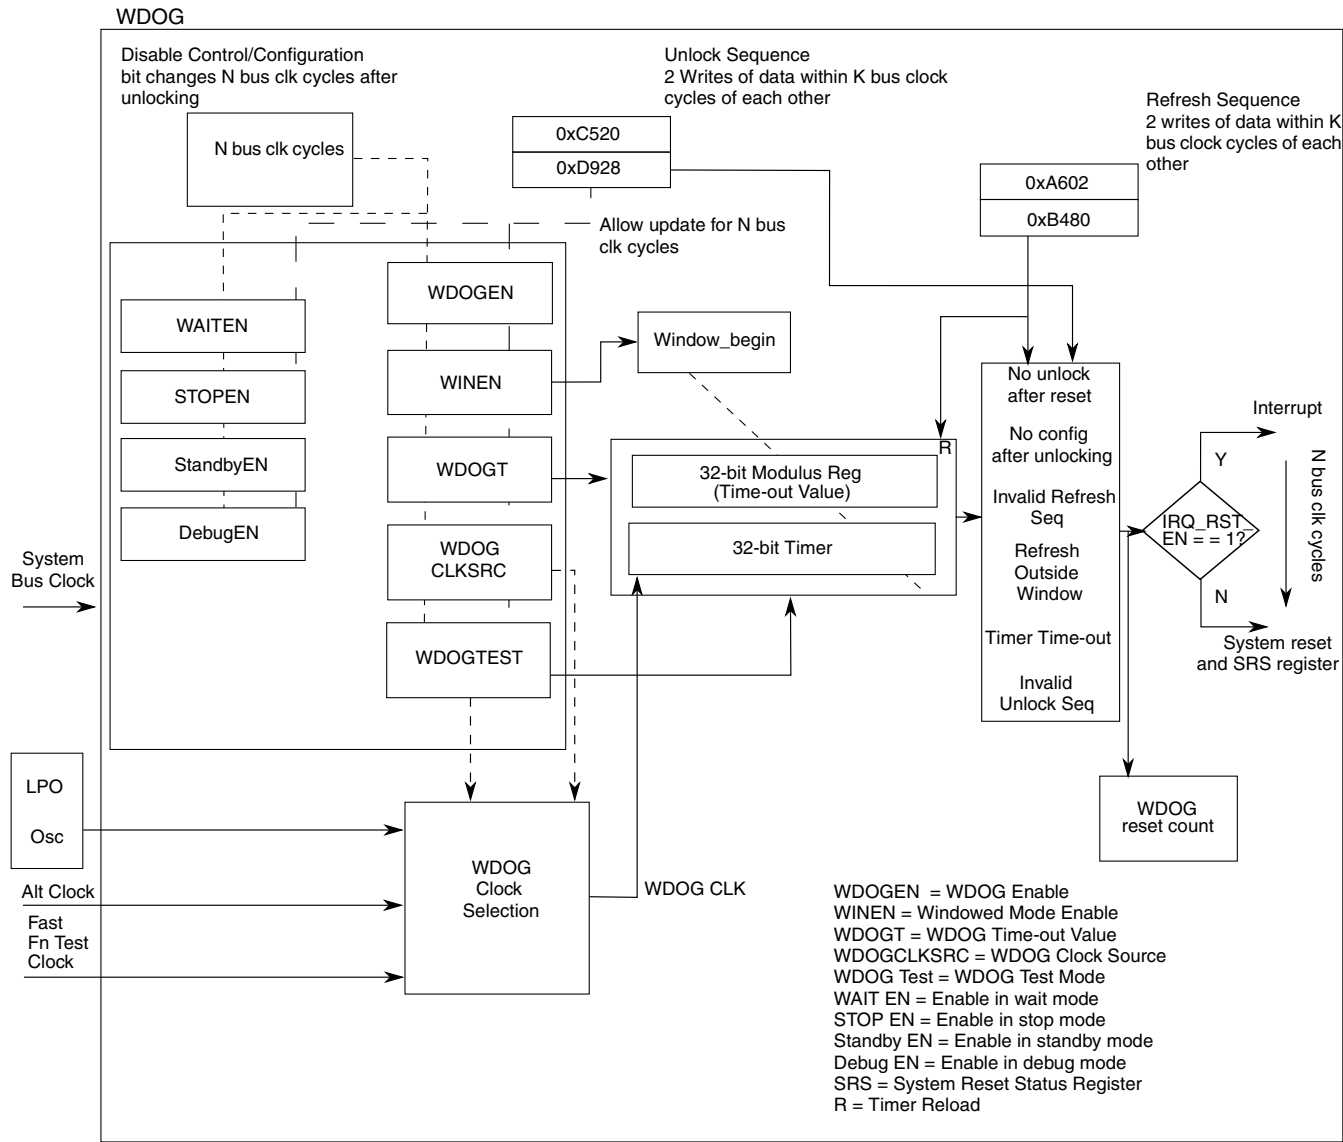 WDOG
Disable Control/Configuration
bit changes N bus clk cycles after
unlocking
Unlock Sequence
2 Writes of data within K bus clock
cycles of each other
Refresh Sequence
2 writes of data within K
bus clock cycles of each
other
N bus clk cycles
0xC520
0xD928
0xA602
0xB480
Allow update for N bus
clk cycles
WDOGEN
WAITEN
WINEN
Window_begin
STOPEN
WDOGT
StandbyEN
DebugEN
WDOG
CLKSRC
WDOGTEST
R
32-bit Modulus Reg
(Time-out Value)
32-bit Timer
No unlock
after reset
No config
after unlocking
Invalid Refresh
Seq
Refresh
Outside
Window
Timer Time-out
Invalid
Unlock Seq
Interrupt
Y
IRQ_RST_
EN = = 1?
N
N bus clk cycles
System reset
and SRS register
System
Bus Clock
LPO
Osc
Alt Clock
Fast
Fn Test
Clock
WDOG
Clock
Selection
WDOG CLK
WDOG
reset count
WDOGEN = WDOG Enable
WINEN = Windowed Mode Enable
WDOGT = WDOG Time-out Value
WDOGCLKSRC = WDOG Clock Source
WDOG Test = WDOG Test Mode
WAIT EN = Enable in wait mode
STOP EN = Enable in stop mode
Standby EN = Enable in standby mode
Debug EN = Enable in debug mode
SRS = System Reset Status Register
R = Timer Reload